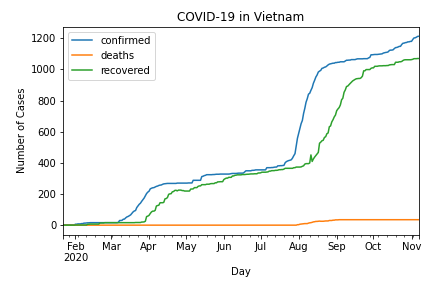 COVID-19 in Vietnam
confirmed
deaths
recovered
Number of Cases
1200
1000
800
600
400
200
0
Feb Mar Apr May Jun Jul Aug Sep Oct Nov
2020
Day